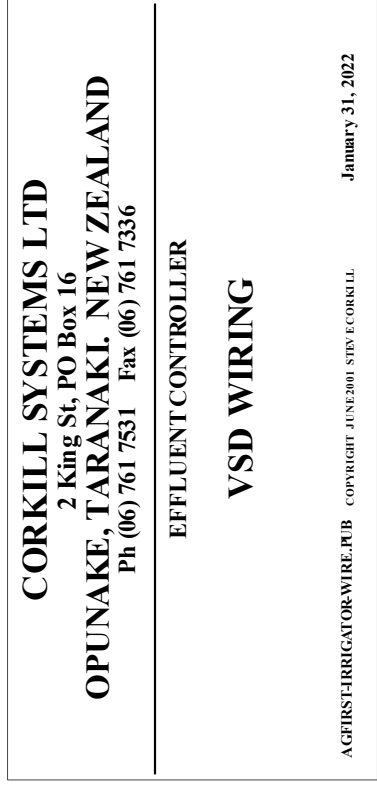 CORKILL SYSTEMS LTD
2 King St, PO Box 16
OPUNAKE, TARANAKI. NEW ZEALAND
Ph (06) 761 7531 Fax (06) 761 7336
EFFLUENT CONTROLLER
VSD WIRING
AGFIRST-IRRIGATOR-WIRE.PUB COPYRIGHT JUNE 2001 STEVE CORKILL January 31, 2022